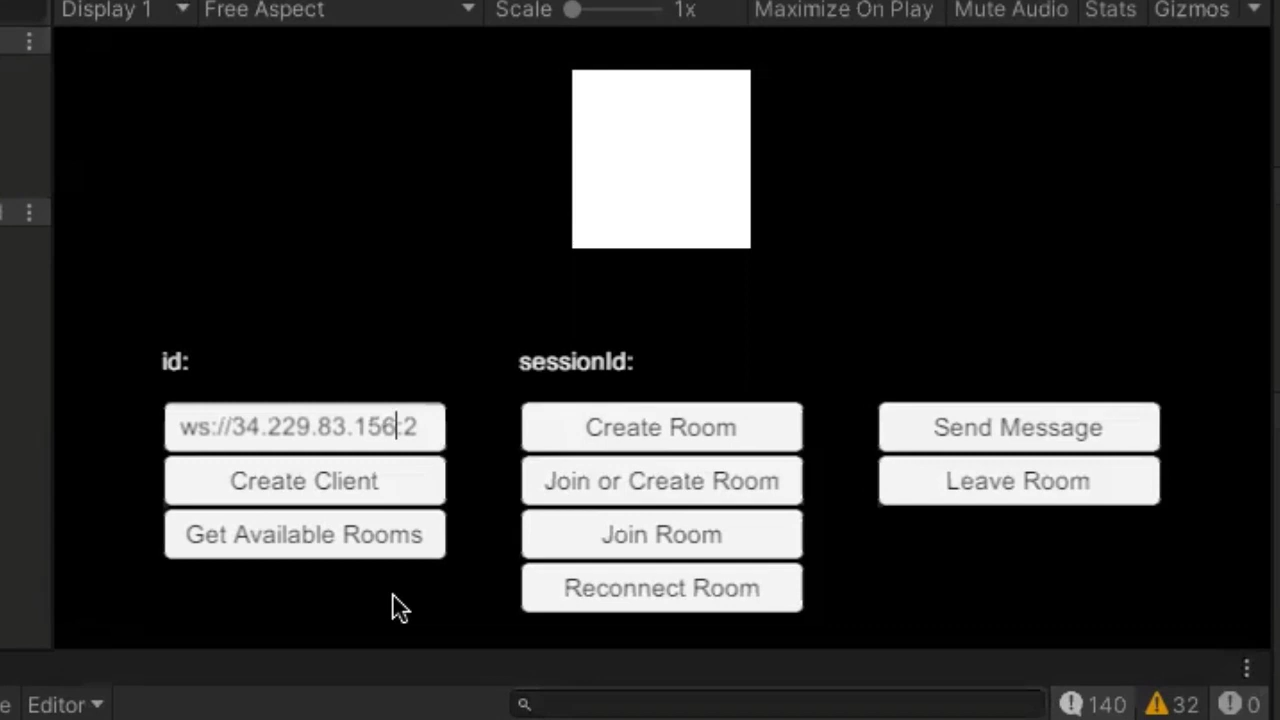 Display 1 Free Aspect Scale 1x Maximize On Play Mute Audio Stats Gizmos
id:
sessionId:
ws://34.229.83.156:2
Create Room
Send Message
Create Client
Join or Create Room
Leave Room
Get Available Rooms
Join Room
Reconnect Room
Editor 140 32 0